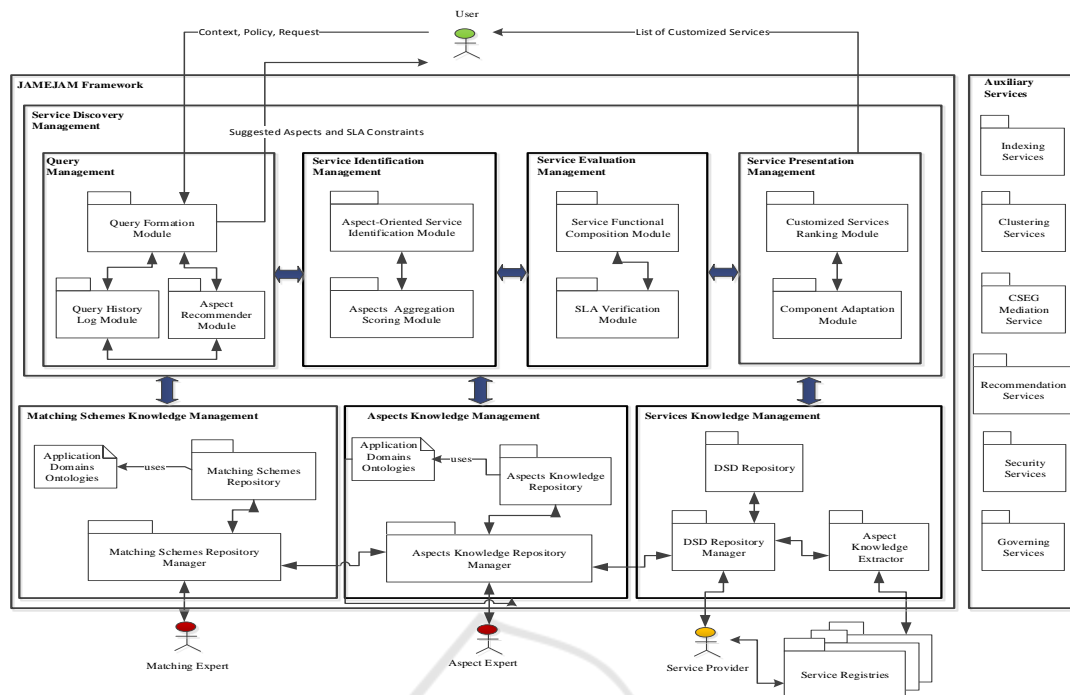 User
Context, Policy, Request
List of Customized Services
JAMEJAM Framework
Auxiliary
Services
Service Discovery
Management
Suggested Aspects and SLA Constraints
Query
Management
Service Identification
Management
Service Evaluation
Management
Service Presentation
Management
Indexing
Services
Query Formation
Module
Aspect-Oriented Service
Identification Module
Service Functional
Composition Module
Customized Services
Ranking Module
Clustering
Services
Query History
Log Module
Aspect
Recommender
Module
Aspects Aggregation
Scoring Module
SLA Verification
Module
Component Adaptation
Module
CSEG
Mediation
Service
Recommendation
Services
Matching Schemes Knowledge Management
Aspects Knowledge Management
Services Knowledge Management
Application
Domains
Ontologies
uses
Matching Schemes
Repository
Application
Domains
Ontologies
uses
Aspects Knowledge
Repository
DSD Repository
Security
Services
Matching Schemes Repository
Manager
Aspects Knowledge Repository
Manager
DSD Repository
Manager
Aspect
Knowledge
Extractor
Governing
Services
Matching Expert
Aspect Expert
Service Provider
Service Registries